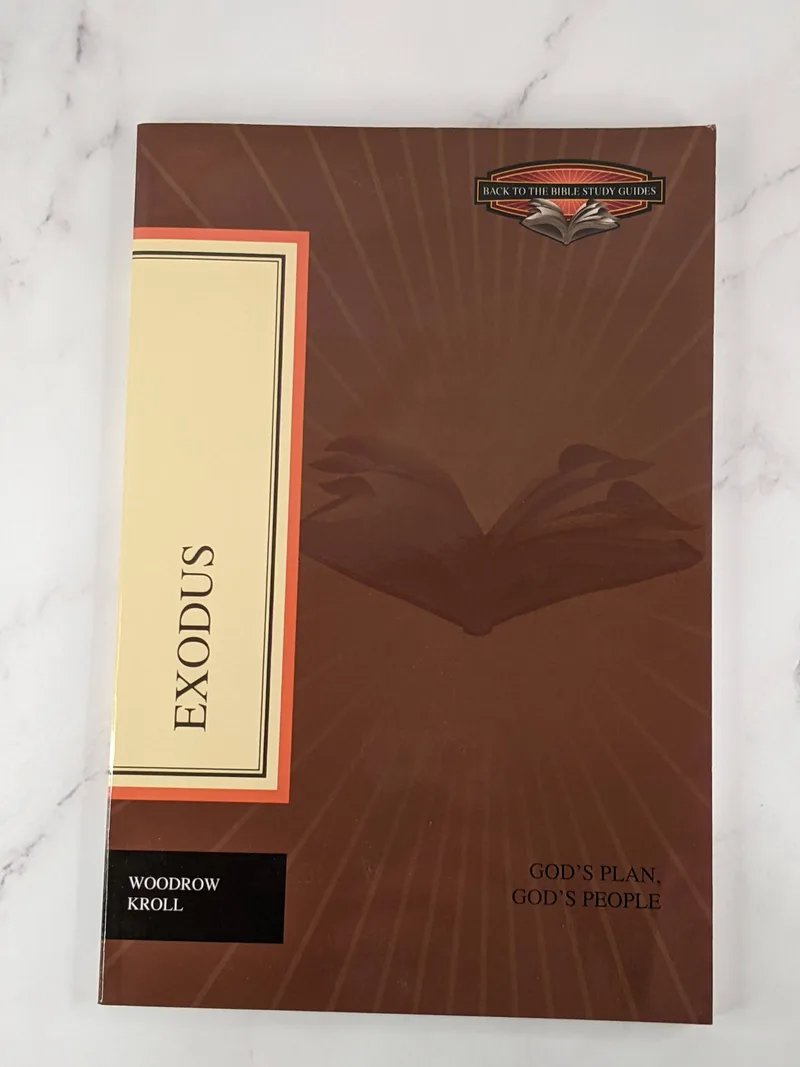 BACK TO THE BIBLE STUDY GUIDES
EXODUS
WOODROW
KROLL
GOD'S PLAN,
GOD'S PEOPLE